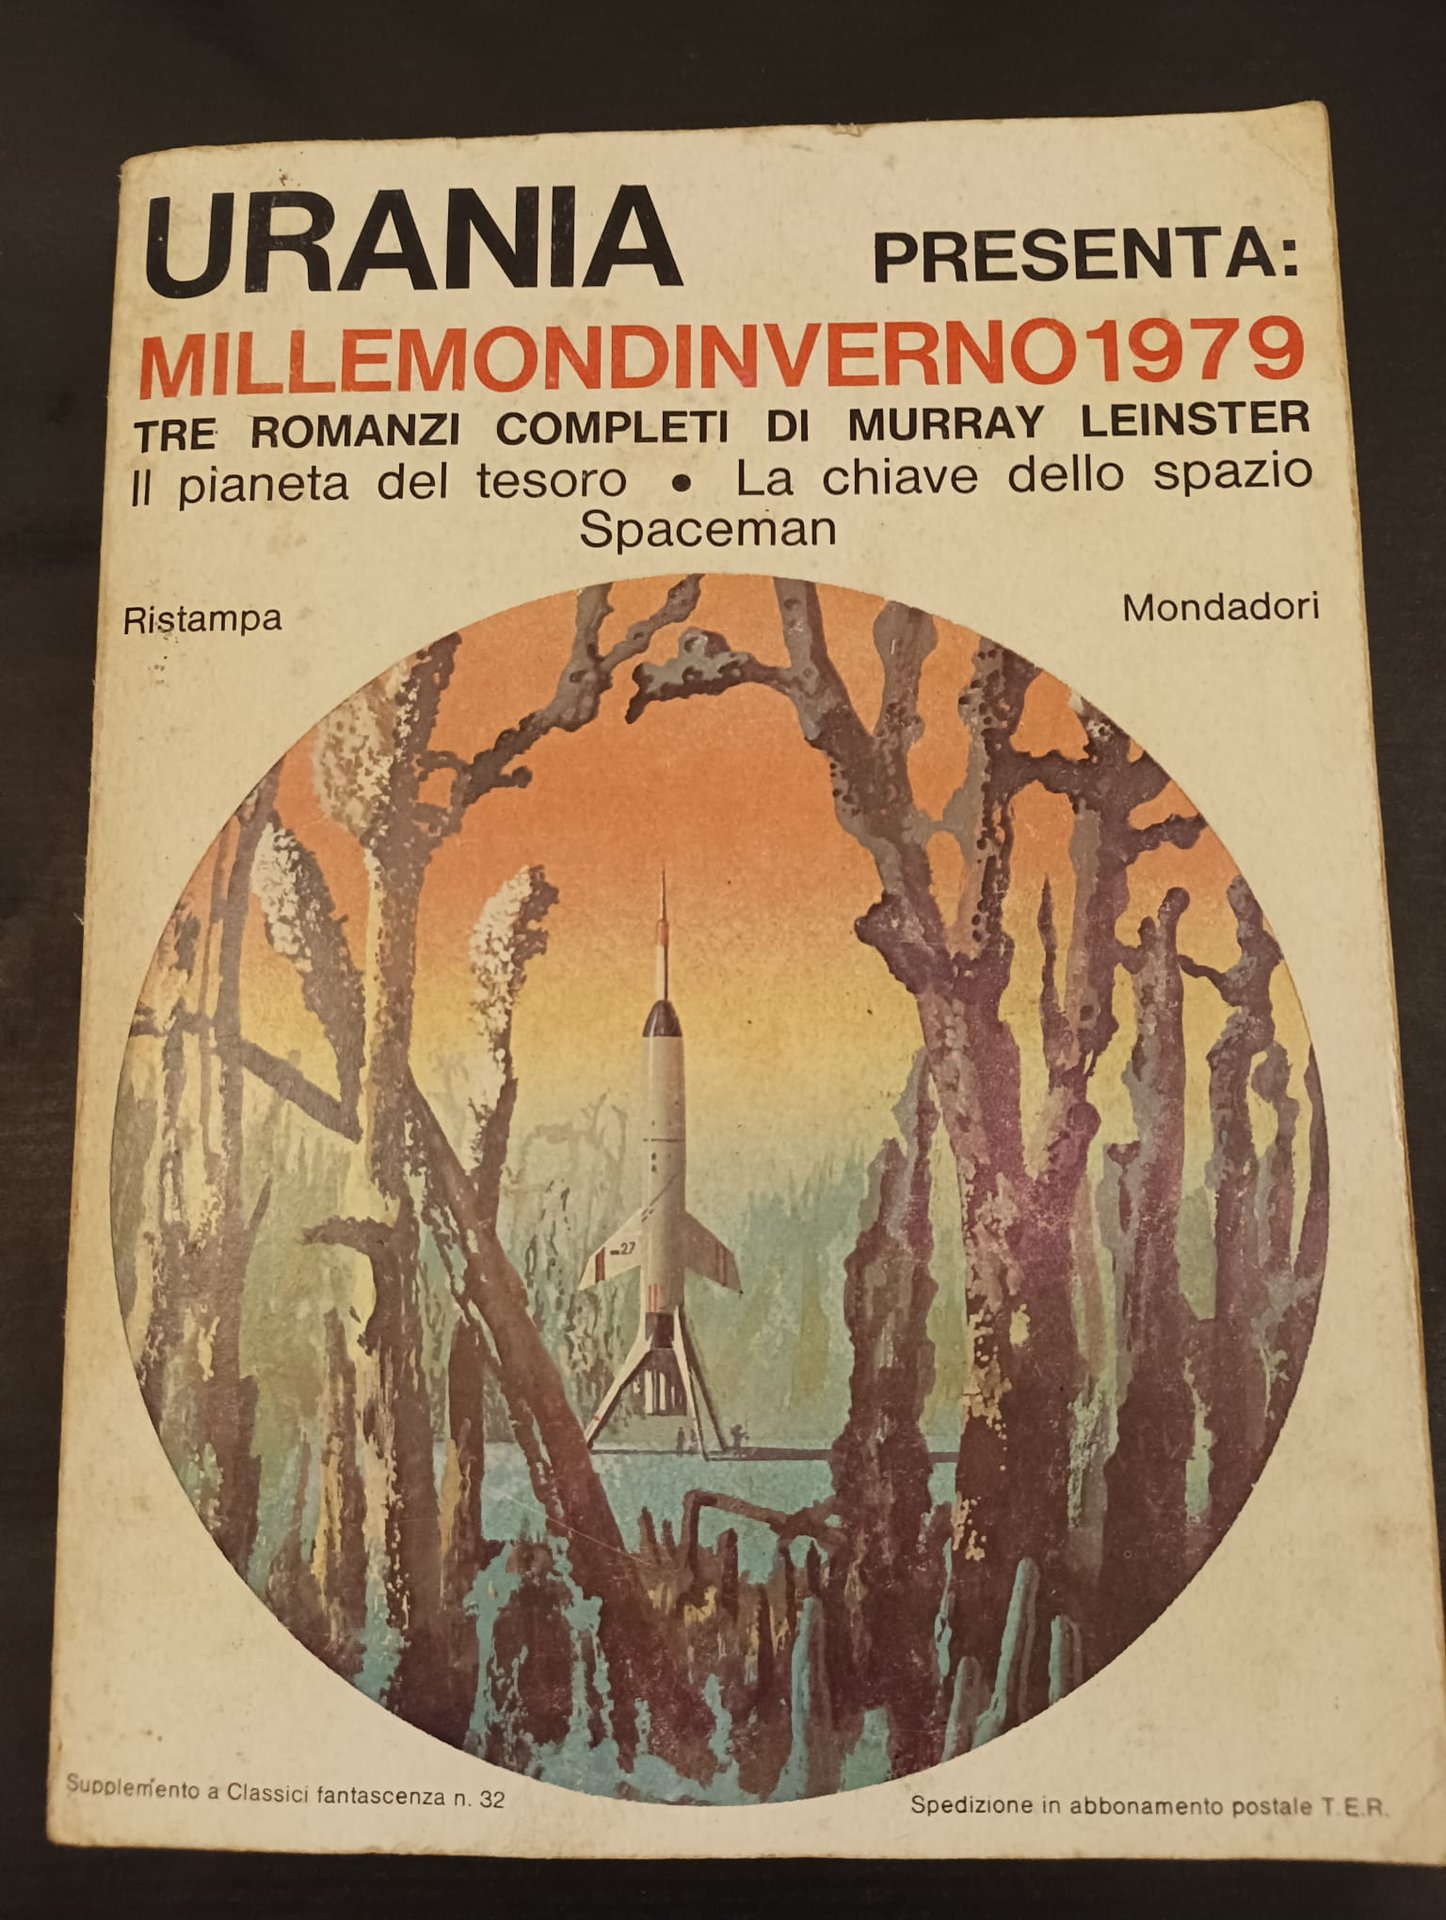 URANIA PRESENTA:
MILLEMONDINVERNO1979
TRE ROMANZI COMPLETI DI MURRAY LEINSTER
Il pianeta del tesoro • La chiave dello spazio
Spaceman
Ristampa
Mondadori
27
Supplemento a Classici fantascenza n. 32
Spedizione in abbonamento postale T.E.R.